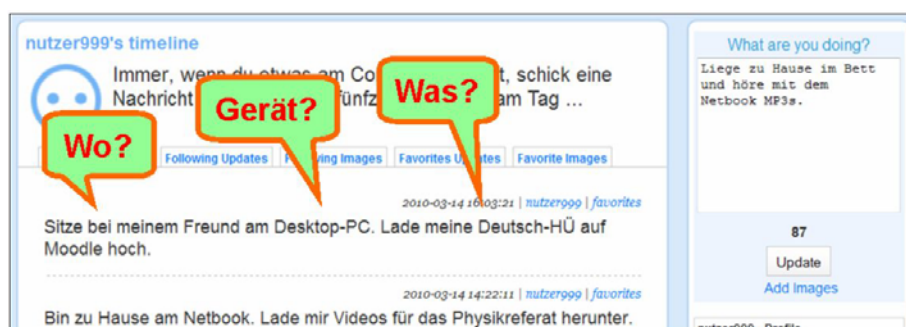 nutzer999's timeline
Immer, wenn du etwas am Co t, schick eine
Nachricht fünfz am Tag ...
Wo?
Gerät?
Was?
Following Updates Following Images Favorites Updates Favorite Images
2010-03-14 16:03:21 | nutzer999 | favorites
Sitze bei meinem Freund am Desktop-PC. Lade meine Deutsch-HÜ auf
Moodle hoch.
2010-03-14 14:22:11 | nutzer999 | favorites
Bin zu Hause am Netbook. Lade mir Videos für das Physikreferat herunter.
What are you doing?
Liege zu Hause im Bett
und höre mit dem
Netbook MP3s.
87
Update
Add Images
nutzer999 Profile